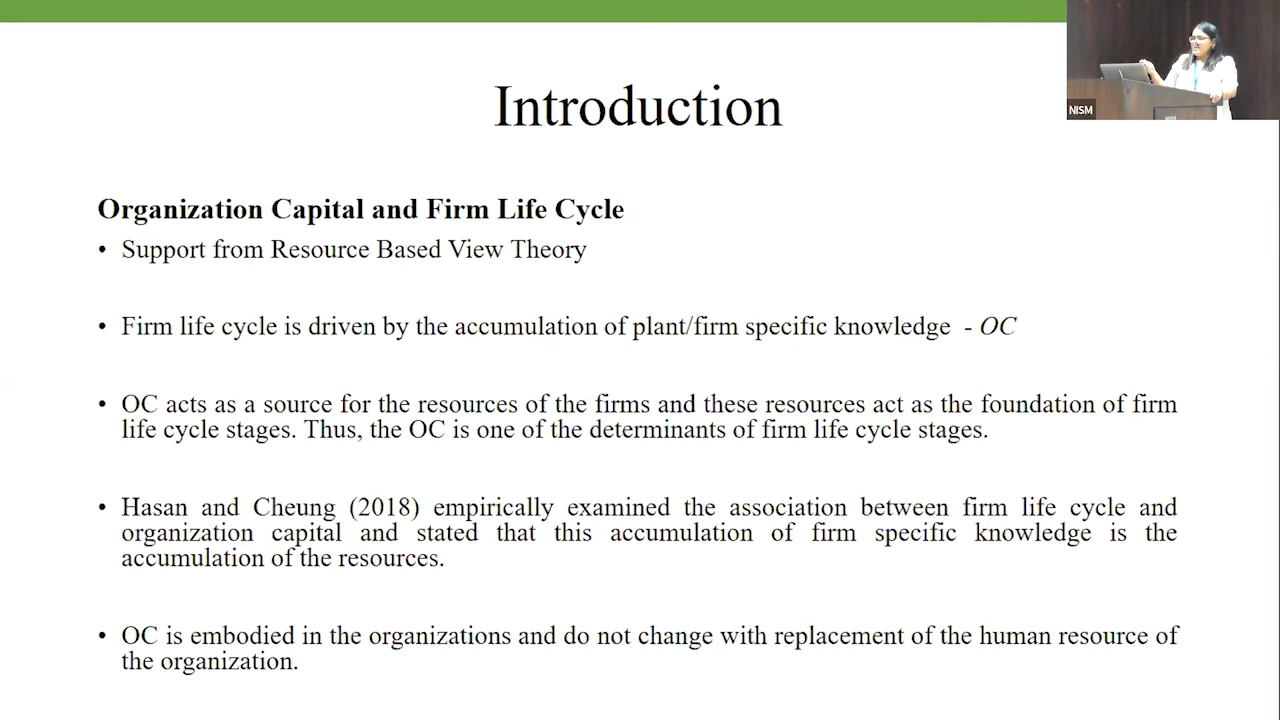 Introduction
NISM
Organization Capital and Firm Life Cycle
• Support from Resource Based View Theory
• Firm life cycle is driven by the accumulation of plant/firm specific knowledge - OC
• OC acts as a source for the resources of the firms and these resources act as the foundation of firm
life cycle stages. Thus, the OC is one of the determinants of firm life cycle stages.
• Hasan and Cheung (2018) empirically examined the association between firm life cycle and
organization capital and stated that this accumulation of firm specific knowledge is the
accumulation of the resources.
• OC is embodied in the organizations and do not change with replacement of the human resource of
the organization.